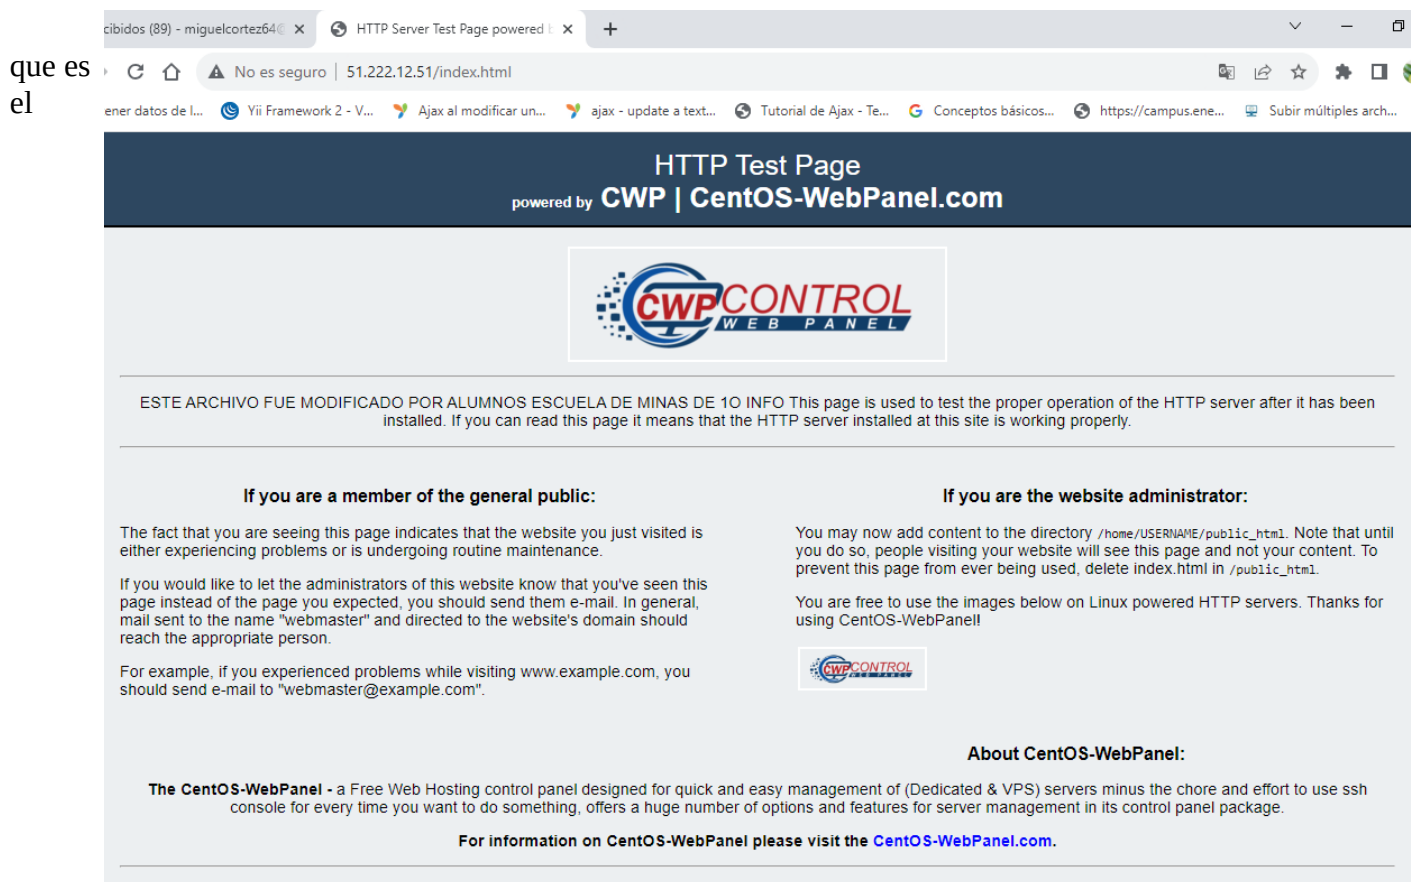 cibidos (89) - miguelcortez64@
HTTP Server Test Page powered b
que es
el
No es seguro | 51.222.12.51/index.html
ener datos de l...
Yii Framework 2 - V...
Ajax al modificar un...
ajax - update a text...
Tutorial de Ajax - Te...
Conceptos básicos...
https://campus.ene...
Subir múltiples arch...
HTTP Test Page
powered by CWP | CentOS-WebPanel.com
CWP CONTROL
WEB PANEL
ESTE ARCHIVO FUE MODIFICADO POR ALUMNOS ESCUELA DE MINAS DE 1O INFO This page is used to test the proper operation of the HTTP server after it has been
installed. If you can read this page it means that the HTTP server installed at this site is working properly.
If you are a member of the general public:
The fact that you are seeing this page indicates that the website you just visited is
either experiencing problems or is undergoing routine maintenance.
If you would like to let the administrators of this website know that you've seen this
page instead of the page you expected, you should send them e-mail. In general,
mail sent to the name "webmaster" and directed to the website's domain should
reach the appropriate person.
For example, if you experienced problems while visiting www.example.com, you
should send e-mail to "webmaster@example.com".
If you are the website administrator:
You may now add content to the directory /home/USERNAME/public_html. Note that until
you do so, people visiting your website will see this page and not your content. To
prevent this page from ever being used, delete index.html in /public_html.
You are free to use the images below on Linux powered HTTP servers. Thanks for
using CentOS-WebPanel!
CWP CONTROL
WEB PANEL
About CentOS-WebPanel:
The CentOS-WebPanel - a Free Web Hosting control panel designed for quick and easy management of (Dedicated & VPS) servers minus the chore and effort to use ssh
console for every time you want to do something, offers a huge number of options and features for server management in its control panel package.
For information on CentOS-WebPanel please visit the CentOS-WebPanel.com.